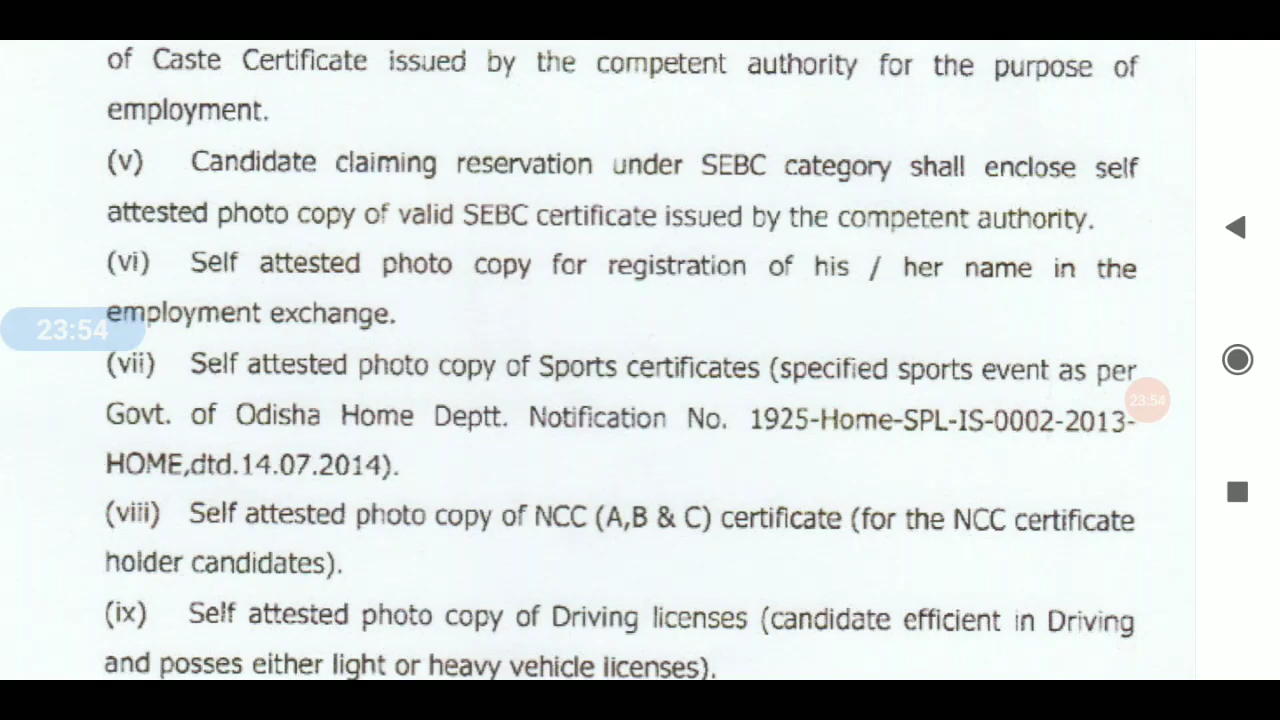 of Caste Certificate issued by the competent authority for the purpose of
employment.
(v) Candidate claiming reservation under SEBC category shall enclose self
attested photo copy of valid SEBC certificate issued by the competent authority.
(vi) Self attested photo copy for registration of his / her name in the
employment exchange.
23:54
(vii) Self attested photo copy of Sports certificates (specified sports event as per
23:54
Govt. of Odisha Home Deptt. Notification No. 1925-Home-SPL-IS-0002-2013-
HOME,dtd.14.07.2014).
(viii) Self attested photo copy of NCC (A,B & C) certificate (for the NCC certificate
holder candidates).
(ix) Self attested photo copy of Driving licenses (candidate efficient in Driving
and posses either light or heavy vehicle licenses).